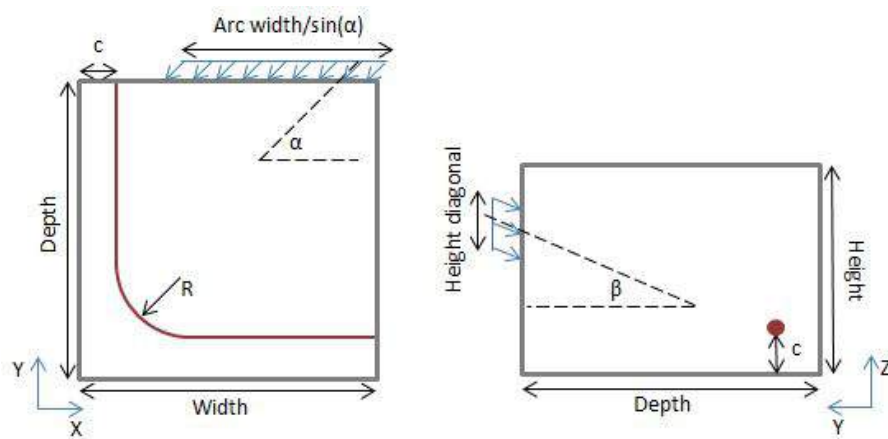 Arc width/sin(α)
c
α
Depth
R
Y
X
Width
Height diagonal
β
Height
c
Z
Depth
Y